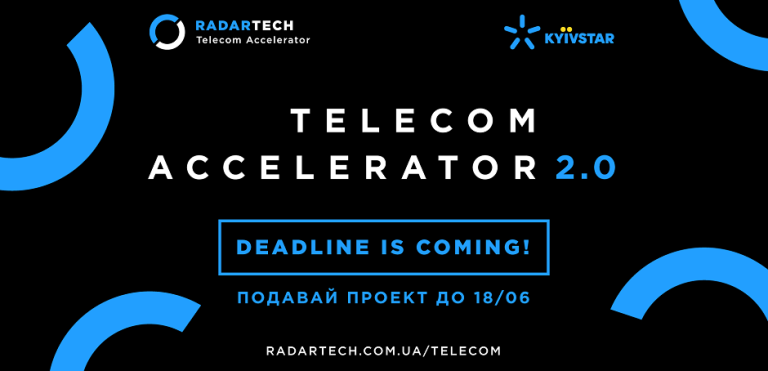 RADARTECH
Telecom Accelerator
KYЇVSTAR
TELECOM
ACCELERATOR 2.0
DEADLINE IS COMING!
ПОДАВАЙ ПРОЕКТ ДО 18/06
RADARTECH.COM.UA/TELECOM